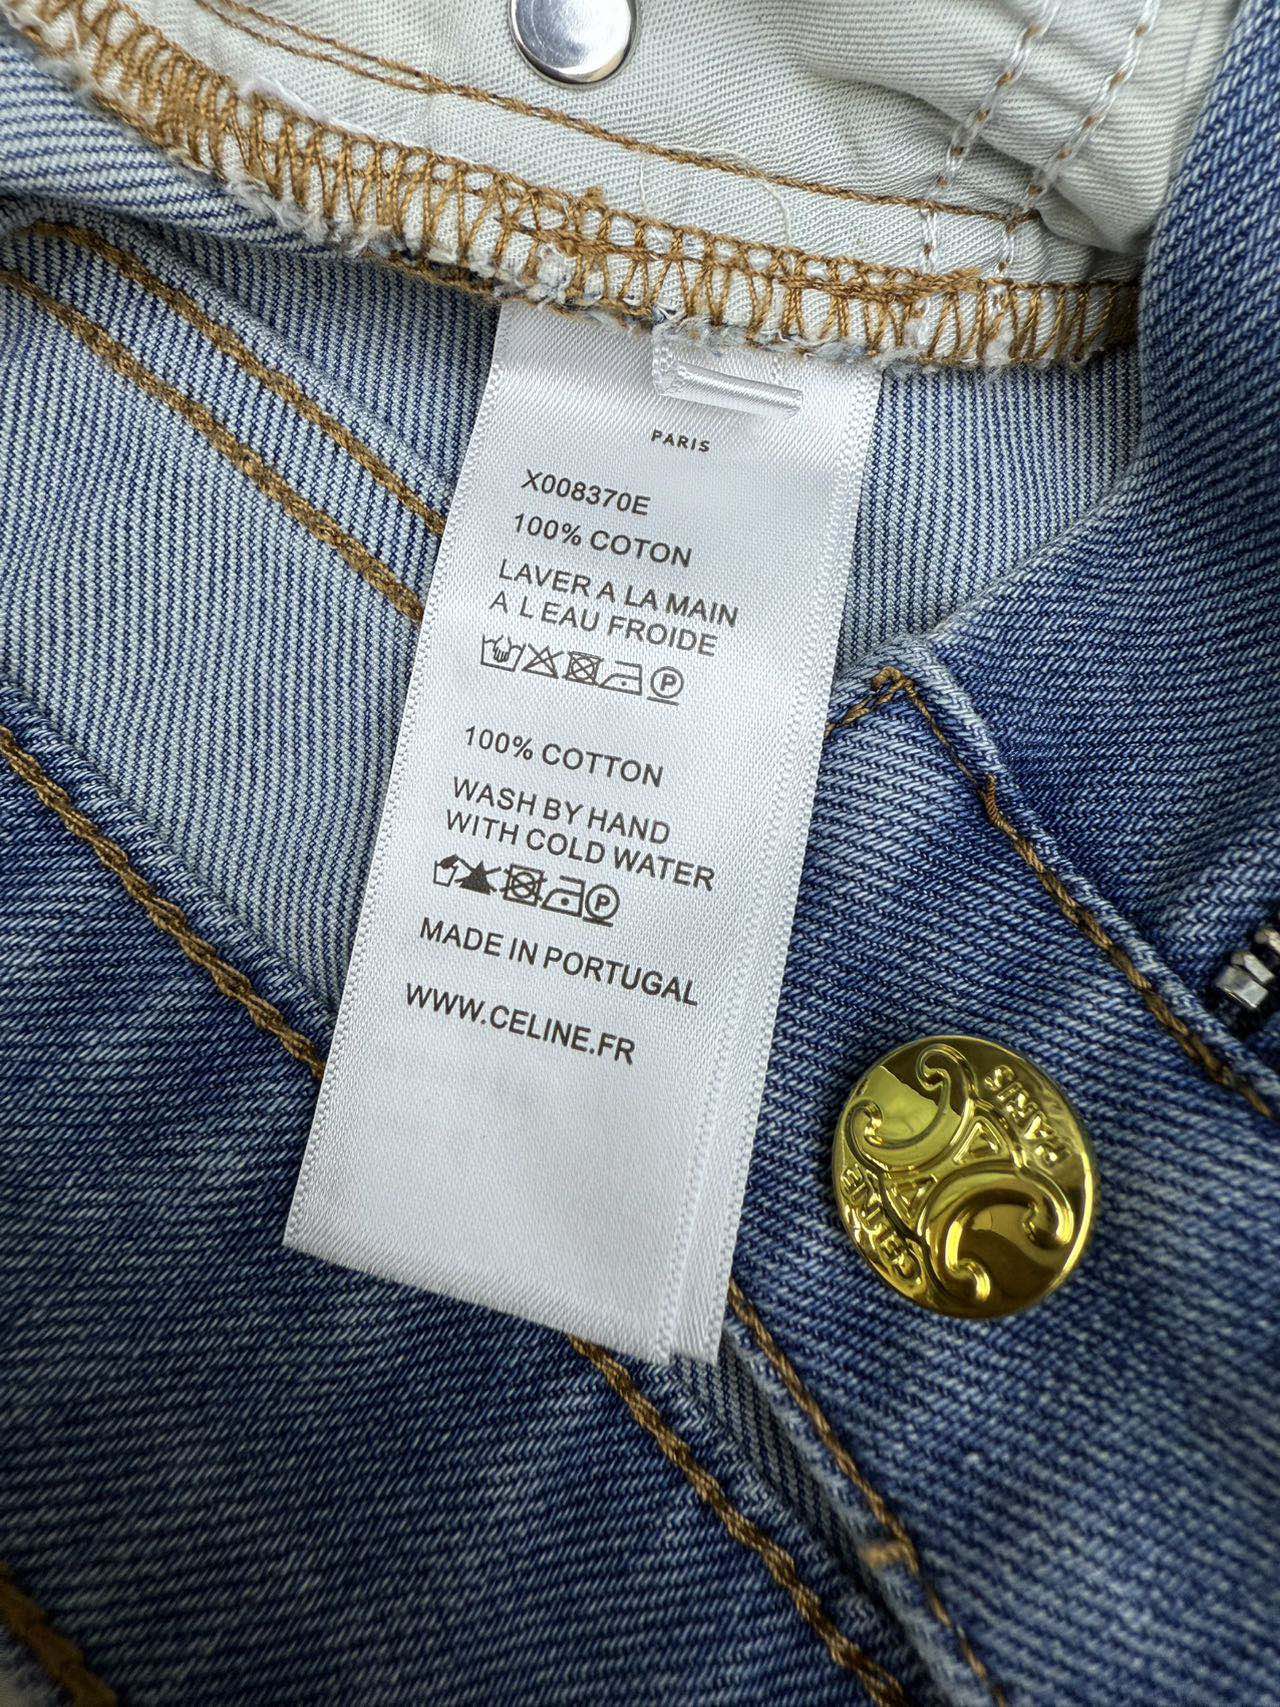 PARIS
X008370E
100% COTON
LAVER A LA MAIN
A L EAU FROIDE
P
100% COTTON
WASH BY HAND
WITH COLD WATER
P
MADE IN PORTUGAL
WWW.CELINE.FR
PARIS
CELINE